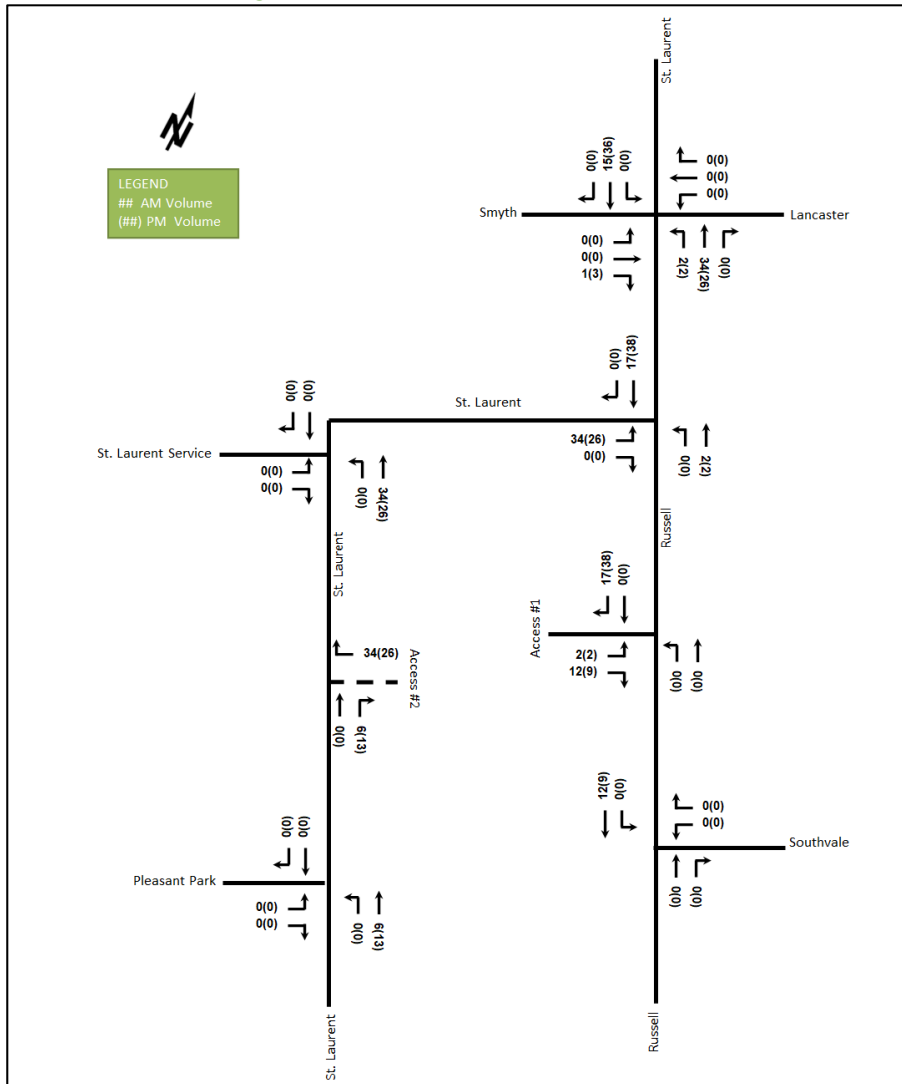 St. Laurent
N
LEGEND
## AM Volume
(##) PM Volume
0(0)
15(36)
0(0)
0(0)
0(0)
0(0)
Smyth
Lancaster
0(0)
0(0)
1(3)
2(2)
34(26)
0(0)
0(0)
17(38)
St. Laurent
0(0)
0(0)
St. Laurent Service
34(26)
0(0)
0(0)
2(2)
0(0)
0(0)
0(0)
34(26)
Russell
St. Laurent
17(38)
0(0)
Access #1
34(26)
Access #2
2(2)
12(9)
0(0)
0(0)
0(0)
6(13)
12(9)
0(0)
0(0)
0(0)
Southvale
0(0)
0(0)
0(0)
0(0)
Pleasant Park
0(0)
0(0)
0(0)
6(13)
St. Laurent
Russell